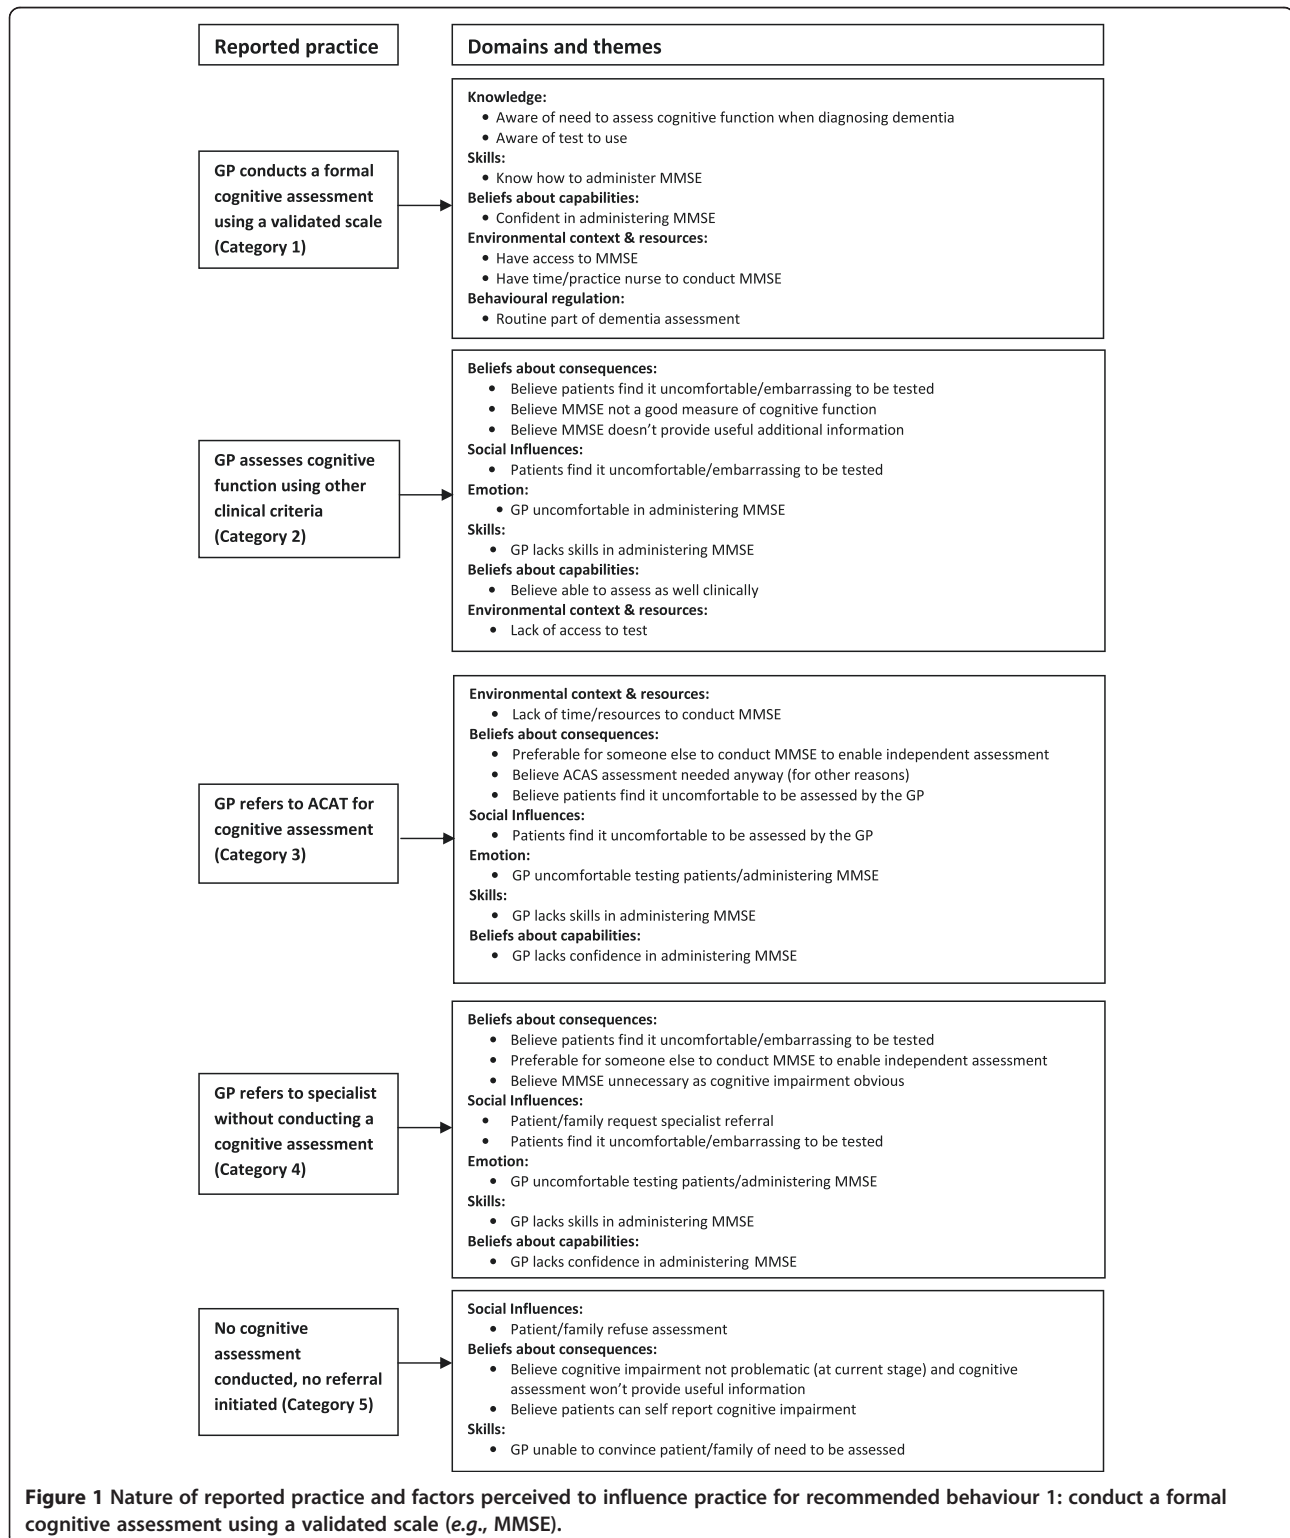 Reported practice
Domains and themes
GP conducts a formal
cognitive assessment
using a validated scale
(Category 1)
Knowledge:
• Aware of need to assess cognitive function when diagnosing dementia
• Aware of test to use
Skills:
• Know how to administer MMSE
Beliefs about capabilities:
• Confident in administering MMSE
Environmental context & resources:
• Have access to MMSE
• Have time/practice nurse to conduct MMSE
Behavioural regulation:
• Routine part of dementia assessment
GP assesses cognitive
function using other
clinical criteria
(Category 2)
Beliefs about consequences:
• Believe patients find it uncomfortable/embarrassing to be tested
• Believe MMSE not a good measure of cognitive function
• Believe MMSE doesn't provide useful additional information
Social Influences:
• Patients find it uncomfortable/embarrassing to be tested
Emotion:
• GP uncomfortable in administering MMSE
Skills:
• GP lacks skills in administering MMSE
Beliefs about capabilities:
• Believe able to assess as well clinically
Environmental context & resources:
• Lack of access to test
GP refers to ACAT for
cognitive assessment
(Category 3)
Environmental context & resources:
• Lack of time/resources to conduct MMSE
Beliefs about consequences:
• Preferable for someone else to conduct MMSE to enable independent assessment
• Believe ACAS assessment needed anyway (for other reasons)
• Believe patients find it uncomfortable to be assessed by the GP
Social Influences:
• Patients find it uncomfortable to be assessed by the GP
Emotion:
• GP uncomfortable testing patients/administering MMSE
Skills:
• GP lacks skills in administering MMSE
Beliefs about capabilities:
• GP lacks confidence in administering MMSE
GP refers to specialist
without conducting a
cognitive assessment
(Category 4)
Beliefs about consequences:
• Believe patients find it uncomfortable/embarrassing to be tested
• Preferable for someone else to conduct MMSE to enable independent assessment
• Believe MMSE unnecessary as cognitive impairment obvious
Social Influences:
• Patient/family request specialist referral
• Patients find it uncomfortable/embarrassing to be tested
Emotion:
• GP uncomfortable testing patients/administering MMSE
Skills:
• GP lacks skills in administering MMSE
Beliefs about capabilities:
• GP lacks confidence in administering MMSE
No cognitive
assessment
conducted, no referral
initiated (Category 5)
Social Influences:
• Patient/family refuse assessment
Beliefs about consequences:
• Believe cognitive impairment not problematic (at current stage) and cognitive
assessment won't provide useful information
• Believe patients can self report cognitive impairment
Skills:
• GP unable to convince patient/family of need to be assessed
Figure 1 Nature of reported practice and factors perceived to influence practice for recommended behaviour 1: conduct a formal
cognitive assessment using a validated scale (e.g., MMSE).